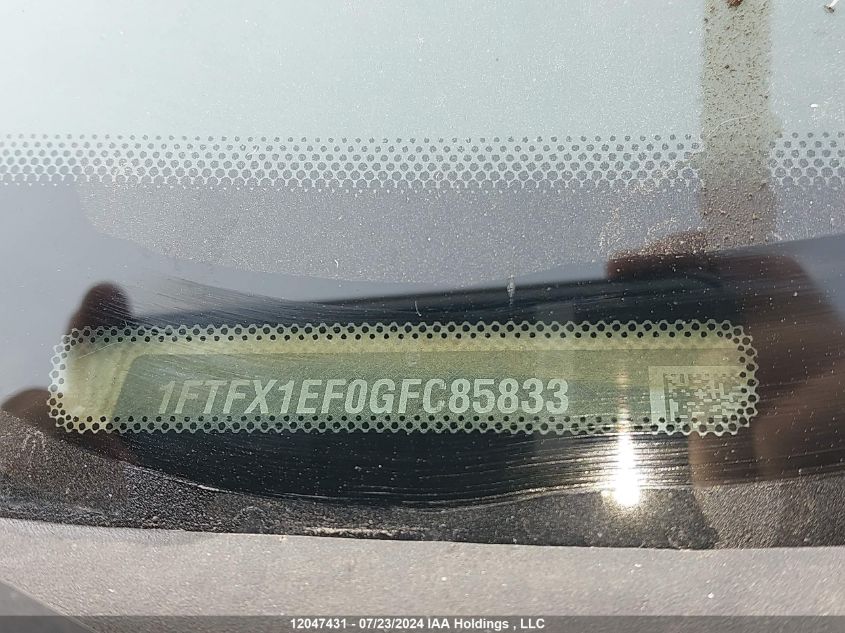 1FTFX1EF0GFC85833
12047431 - 07/23/2024 IAA Holdings , LLC